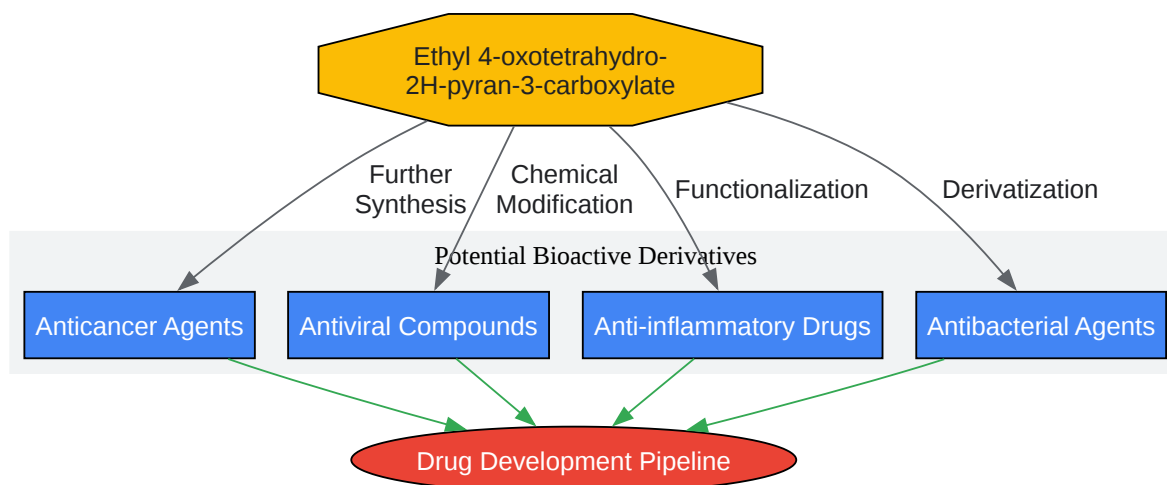 Ethyl 4-oxotetrahydro-
2H-pyran-3-carboxylate
Further
Synthesis
Chemical
Modification
Functionalization
Derivatization
Potential Bioactive Derivatives
Anticancer Agents
Antiviral Compounds
Anti-inflammatory Drugs
Antibacterial Agents
Drug Development Pipeline